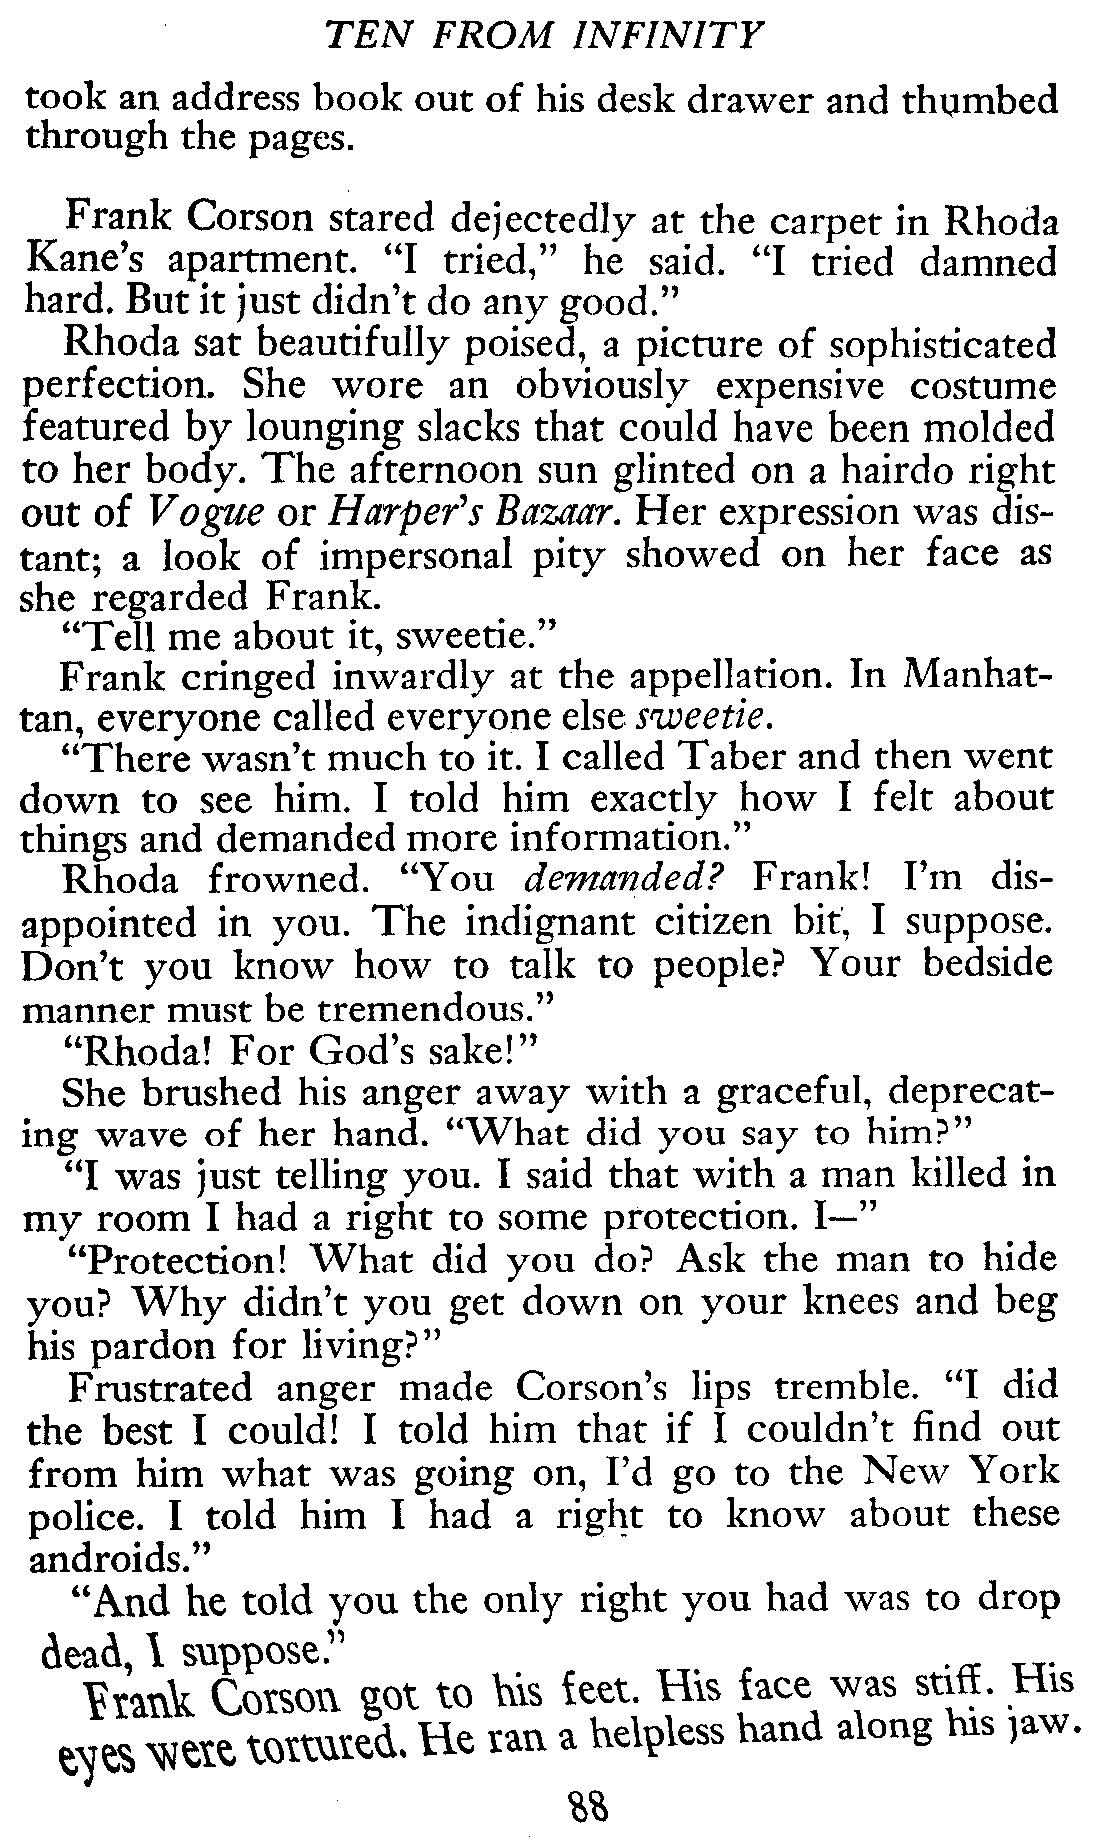 TEN FROM INFINITY
took an address book out of his desk drawer and thumbed
through the pages.
Frank Corson stared dejectedly at the carpet in Rhoda
Kane's apartment. “I tried,” he said. “I tried damned
hard. But it just didn't do any good.”
Rhoda sat beautifully poised, a picture of sophisticated
perfection. She wore an obviously expensive costume
featured by lounging slacks that could have been molded
to her body. The afternoon sun glinted on a hairdo right
out of Vogue or Harper's Bazaar. Her expression was dis-
tant; a look of impersonal pity showed on her face as
she regarded Frank.
“Tell me about it, sweetie.”
Frank cringed inwardly at the appellation. In Manhat-
tan, everyone called everyone else sweetie.
“There wasn't much to it. I called Taber and then went
down to see him. I told him exactly how I felt about
things and demanded more information.”
Rhoda frowned. “You demanded? Frank! I'm dis-
appointed in you. The indignant citizen bit, I suppose.
Don't you know how to talk to people? Your bedside
manner must be tremendous.”
“Rhoda! For God's sake!”
She brushed his anger away with a graceful, deprecat-
ing wave of her hand. “What did you say to him?”
“I was just telling you. I said that with a man killed in
my room I had a right to some protection. I—”
“Protection! What did you do? Ask the man to hide
you? Why didn't you get down on your knees and beg
his pardon for living?”
Frustrated anger made Corson's lips tremble. “I did
the best I could! I told him that if I couldn't find out
from him what was going on, I'd go to the New York
police. I told him I had a right to know about these
androids.”
“And he told you the only right you had was to drop
dead, I suppose.”
Frank Corson got to his feet. His face was stiff. His
eyes were tortured. He ran a helpless hand along his jaw.
88